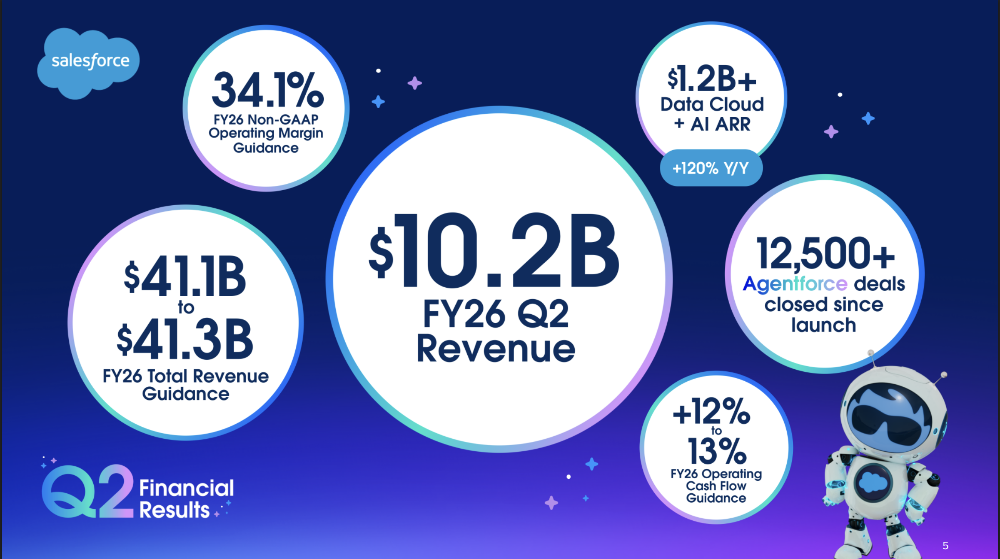 salesforce
34.1%
FY26 Non-GAAP
Operating Margin
Guidance
$1.2B+
Data Cloud
+ AI ARR
+120% Y/Y
$41.1B
to
$41.3B
FY26 Total Revenue
Guidance
$10.2B
FY26 Q2
Revenue
12,500+
Agentforce deals
closed since
launch
+12%
to
13%
FY26 Operating
Cash Flow
Guidance
Q2 Financial
Results
5